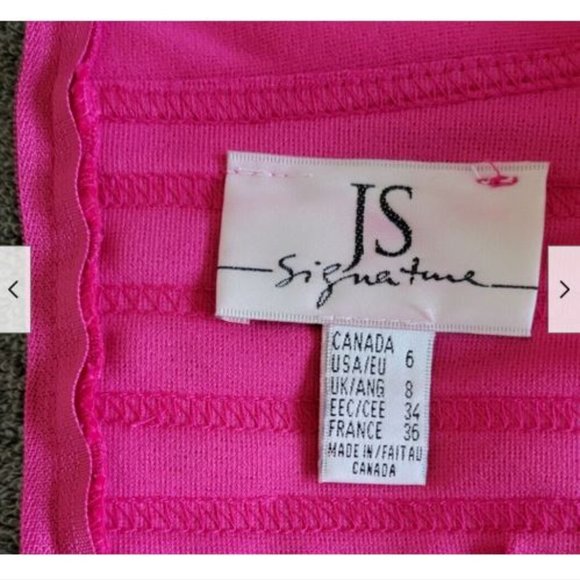 JS
Signature
CANADA 6
USA/EU
UK/ANG 8
EEC/CEE 34
FRANCE 36
MADE IN/FAIT AU
CANADA